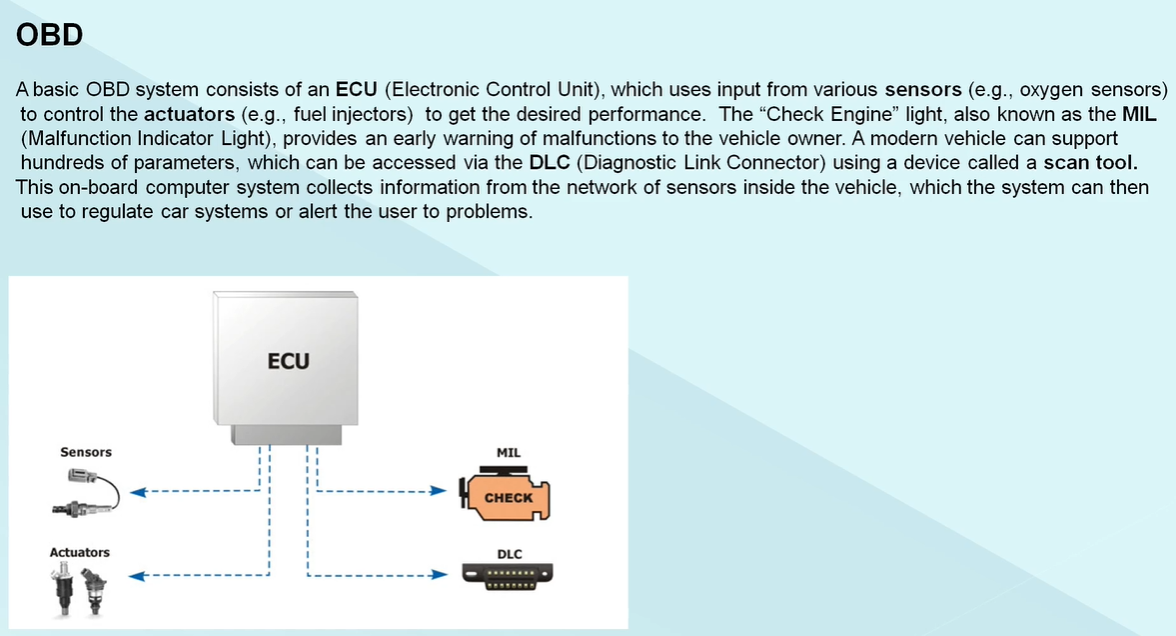 OBD
A basic OBD system consists of an ECU (Electronic Control Unit), which uses input from various sensors (e.g., oxygen sensors)
to control the actuators (e.g., fuel injectors) to get the desired performance. The “Check Engine” light, also known as the MIL
(Malfunction Indicator Light), provides an early warning of malfunctions to the vehicle owner. A modern vehicle can support
hundreds of parameters, which can be accessed via the DLC (Diagnostic Link Connector) using a device called a scan tool.
This on-board computer system collects information from the network of sensors inside the vehicle, which the system can then
use to regulate car systems or alert the user to problems.
ECU
Sensors
MIL
CHECK
Actuators
DLC